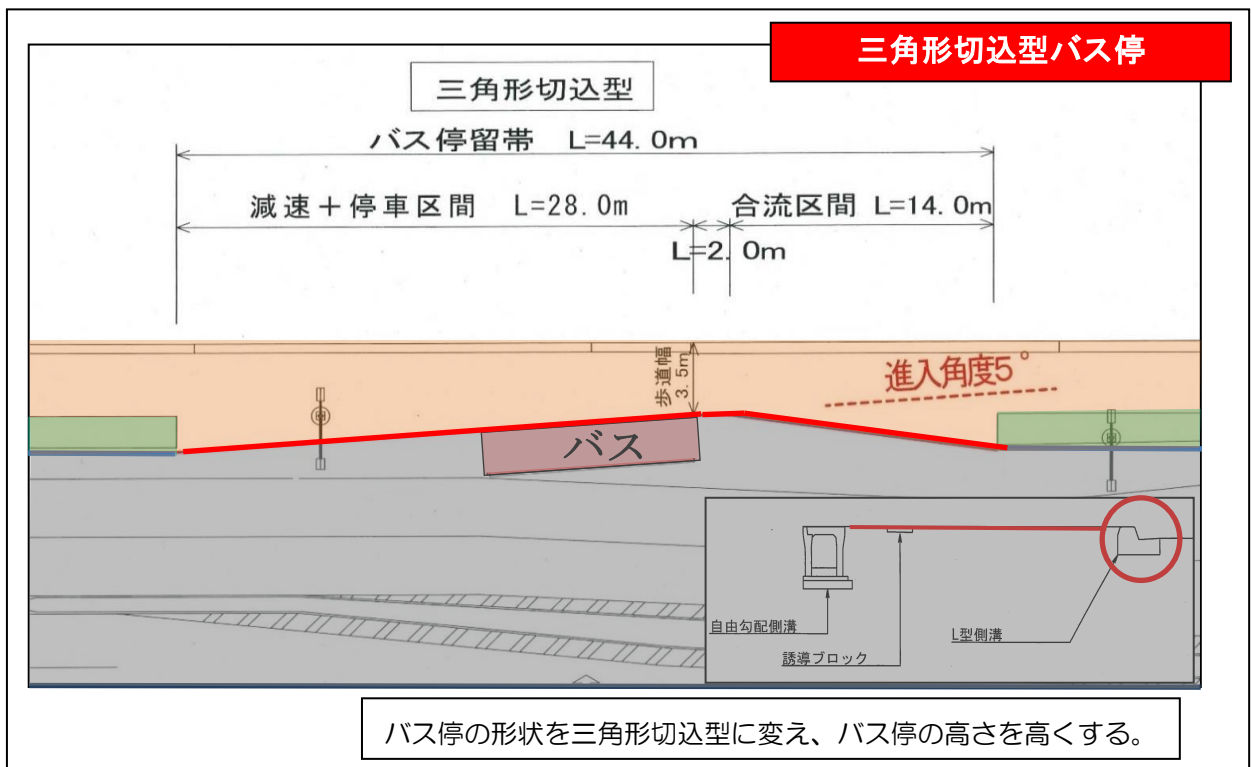 三角形切込型バス停
三角形切込型
バス停留帯 L=44.0m
減速＋停車区間 L=28.0m
合流区間 L=14.0m
L=2.0m
歩道幅
3.5m
進入角度5°
バス
自由勾配側溝
誘導ブロック
L型側溝
バス停の形状を三角形切込型に変え、バス停の高さを高くする。